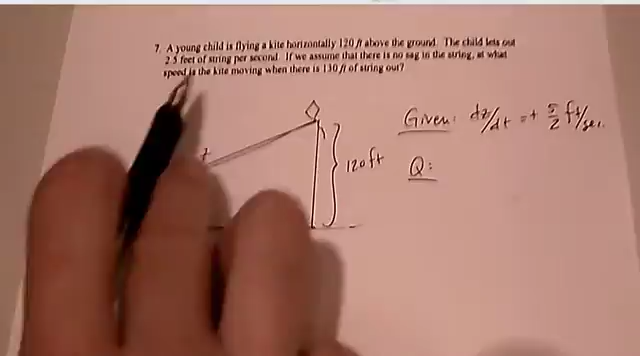 7. A young child is flying a kite horizontally 120 ft above the ground. The child lets out
2.5 feet of string per second. If we assume that there is no sag in the string, at what
speed is the kite moving when there is 130 ft of string out?
Given: dz/dt = + 5/2 ft/sec.
120 ft
Q: